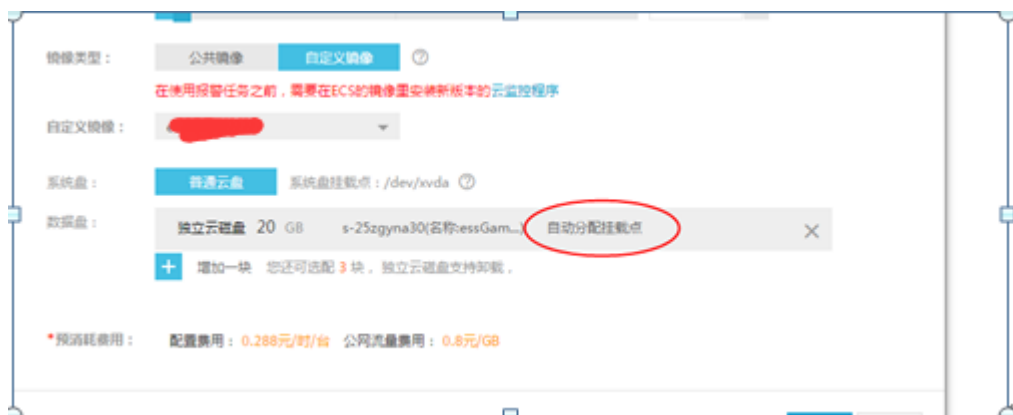 镜像类型： 公共镜像 自定义镜像 ?
在使用报警任务之前，需要在ECS的镜像里安装新版本的云监控程序
自定义镜像：
系统盘： 普通云盘 系统盘挂载点：/dev/xvda ?
数据盘： 独立云磁盘 20 GB s-25zgyna30(名称:essGam...) 自动分配挂载点
增加一块 您还可选配 3 块，独立云磁盘支持卸载。
*预消耗费用： 配置费用：0.288元/时/台 公网流量费用：0.8元/GB